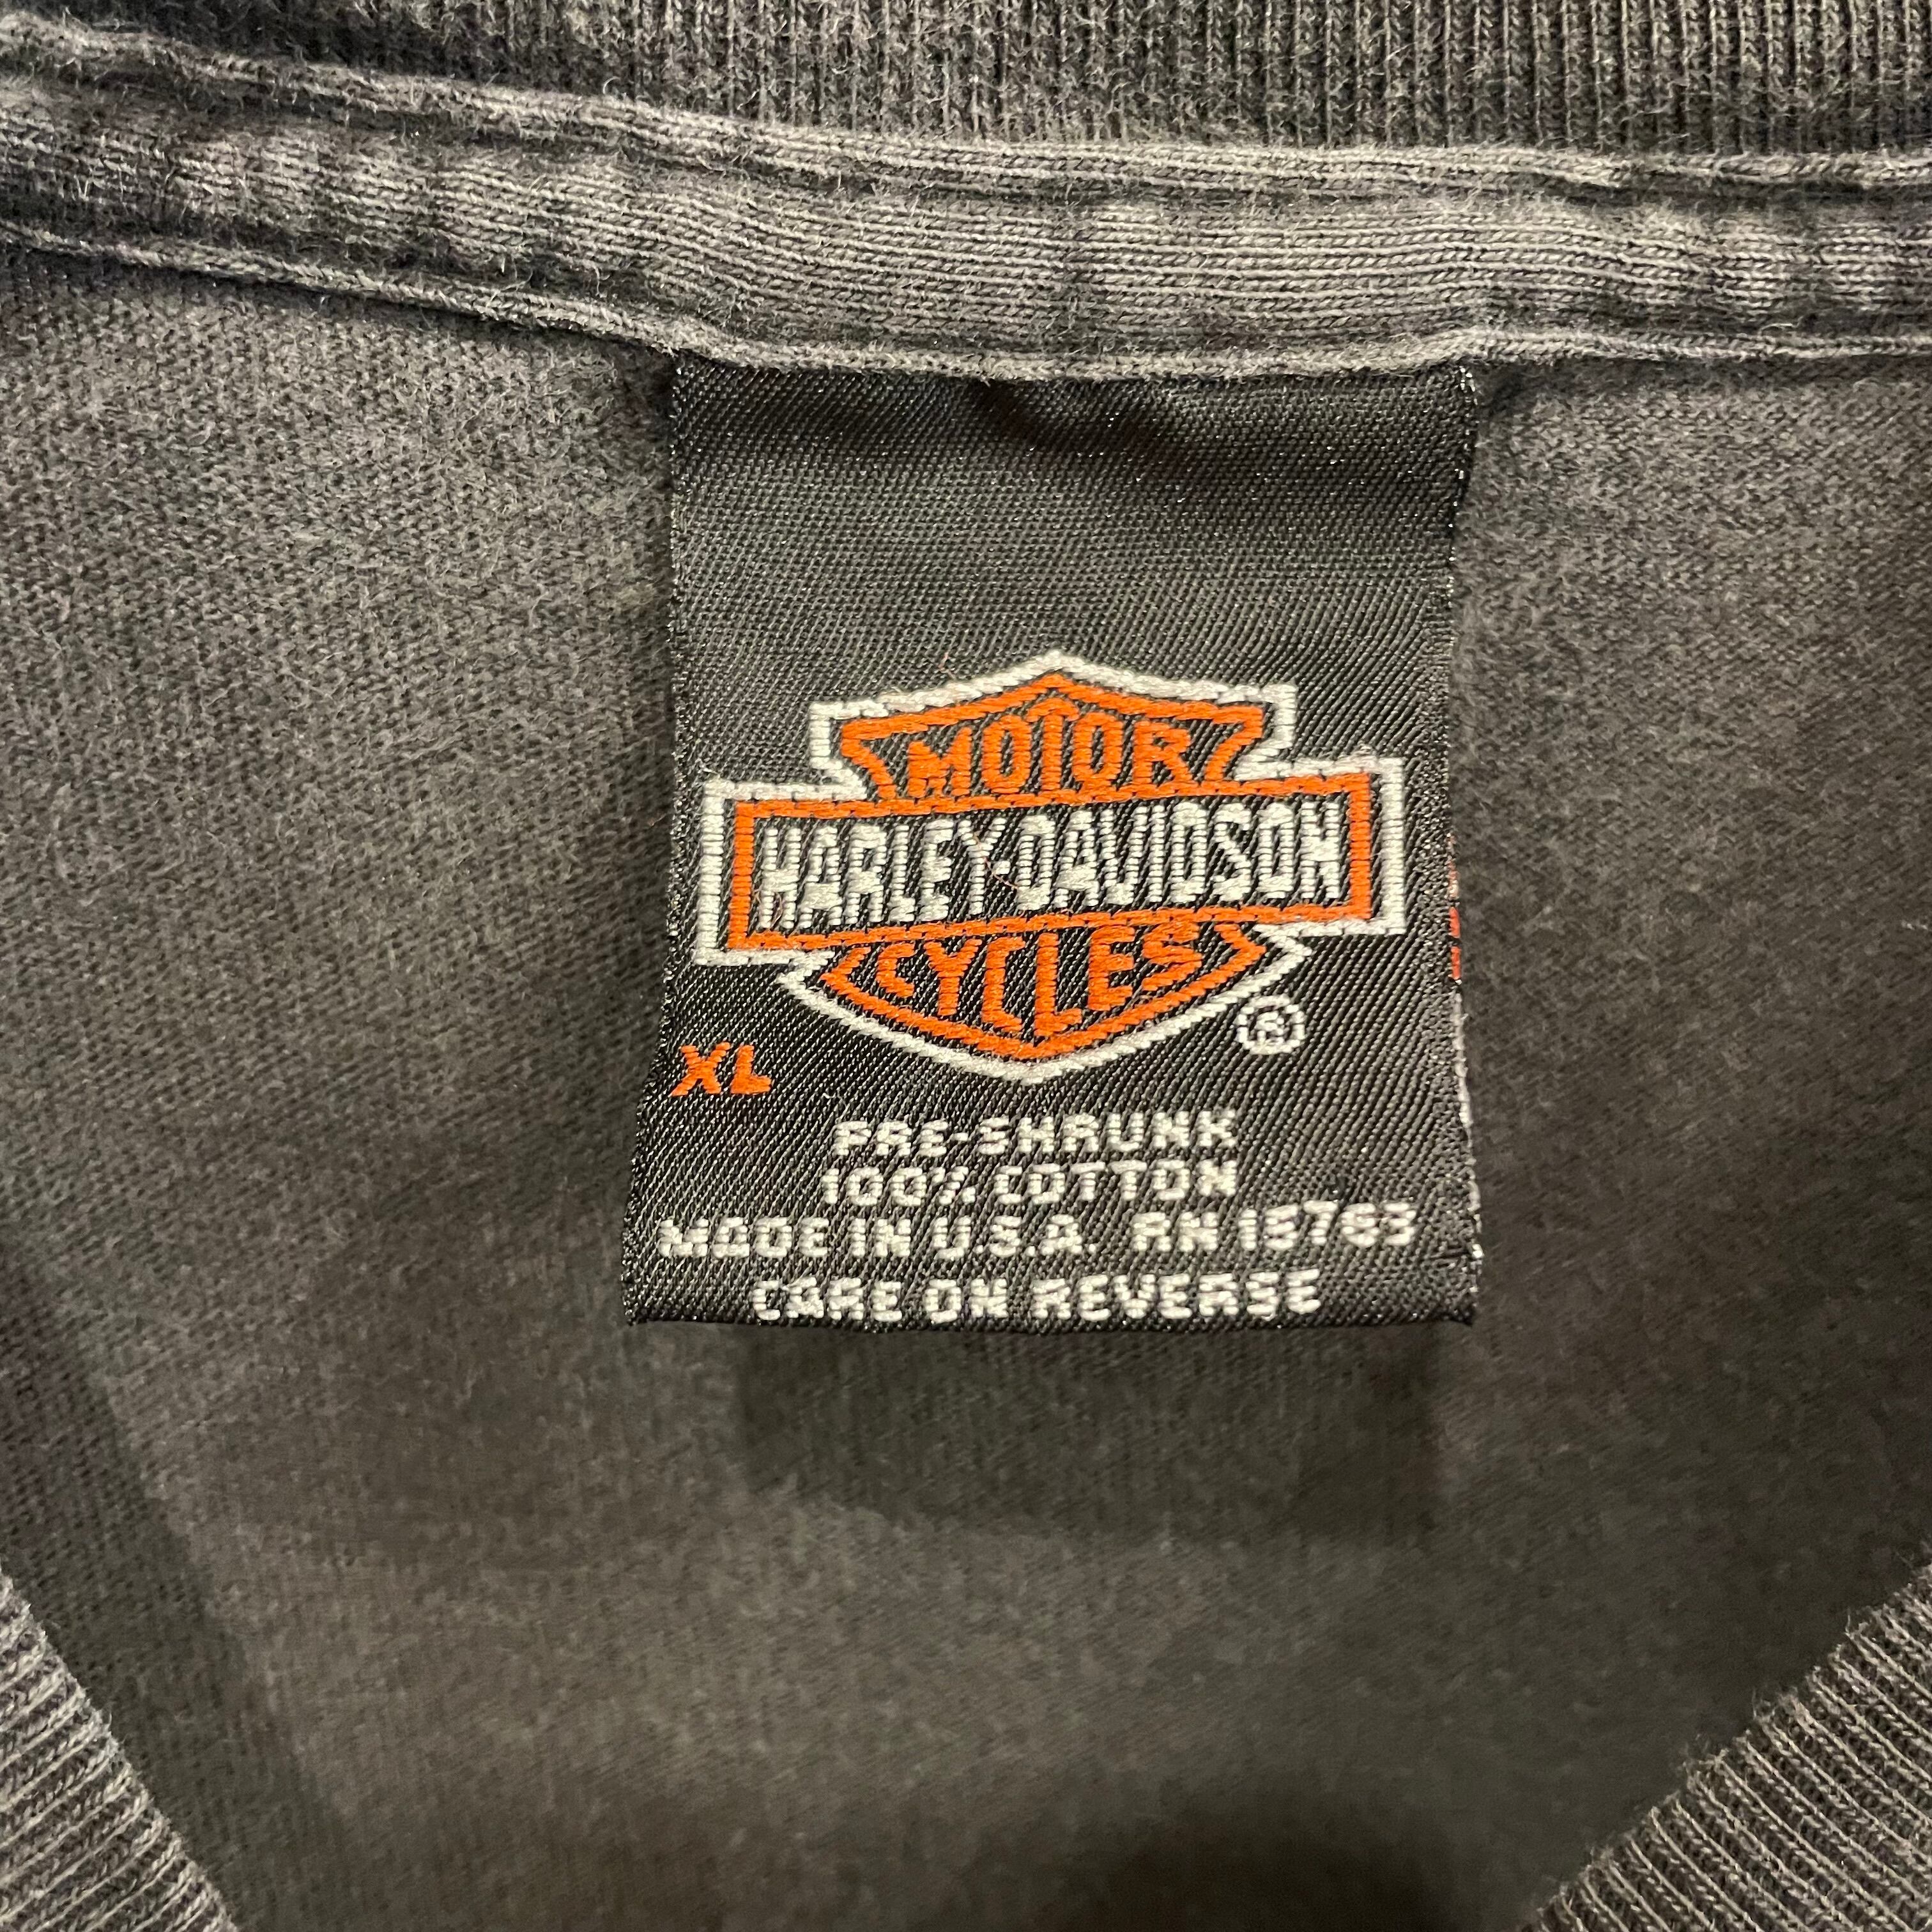 MOTOR
HARLEY-DAVIDSON
CYCLES
®
XL
PRE-SHRUNK
100% COTTON
MADE IN U.S.A. RN 15763
CARE ON REVERSE